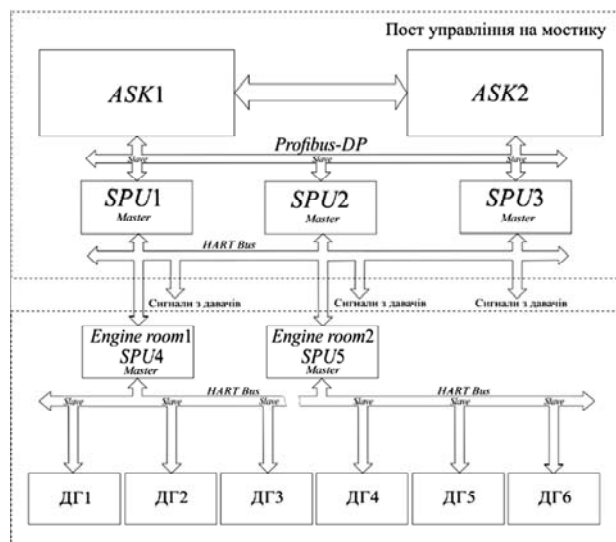 Пост управління на мостику
ASK1
ASK2
Profibus-DP
Slave
Slave
Slave
SPU1
Master
SPU2
Master
SPU3
Master
HART Bus
Сигнали з давачів
Сигнали з давачів
Сигнали з давачів
Engine room1
SPU4
Master
Engine room2
SPU5
Master
HART Bus
HART Bus
Slave
Slave
Slave
Slave
Slave
Slave
ДГ1
ДГ2
ДГ3
ДГ4
ДГ5
ДГ6